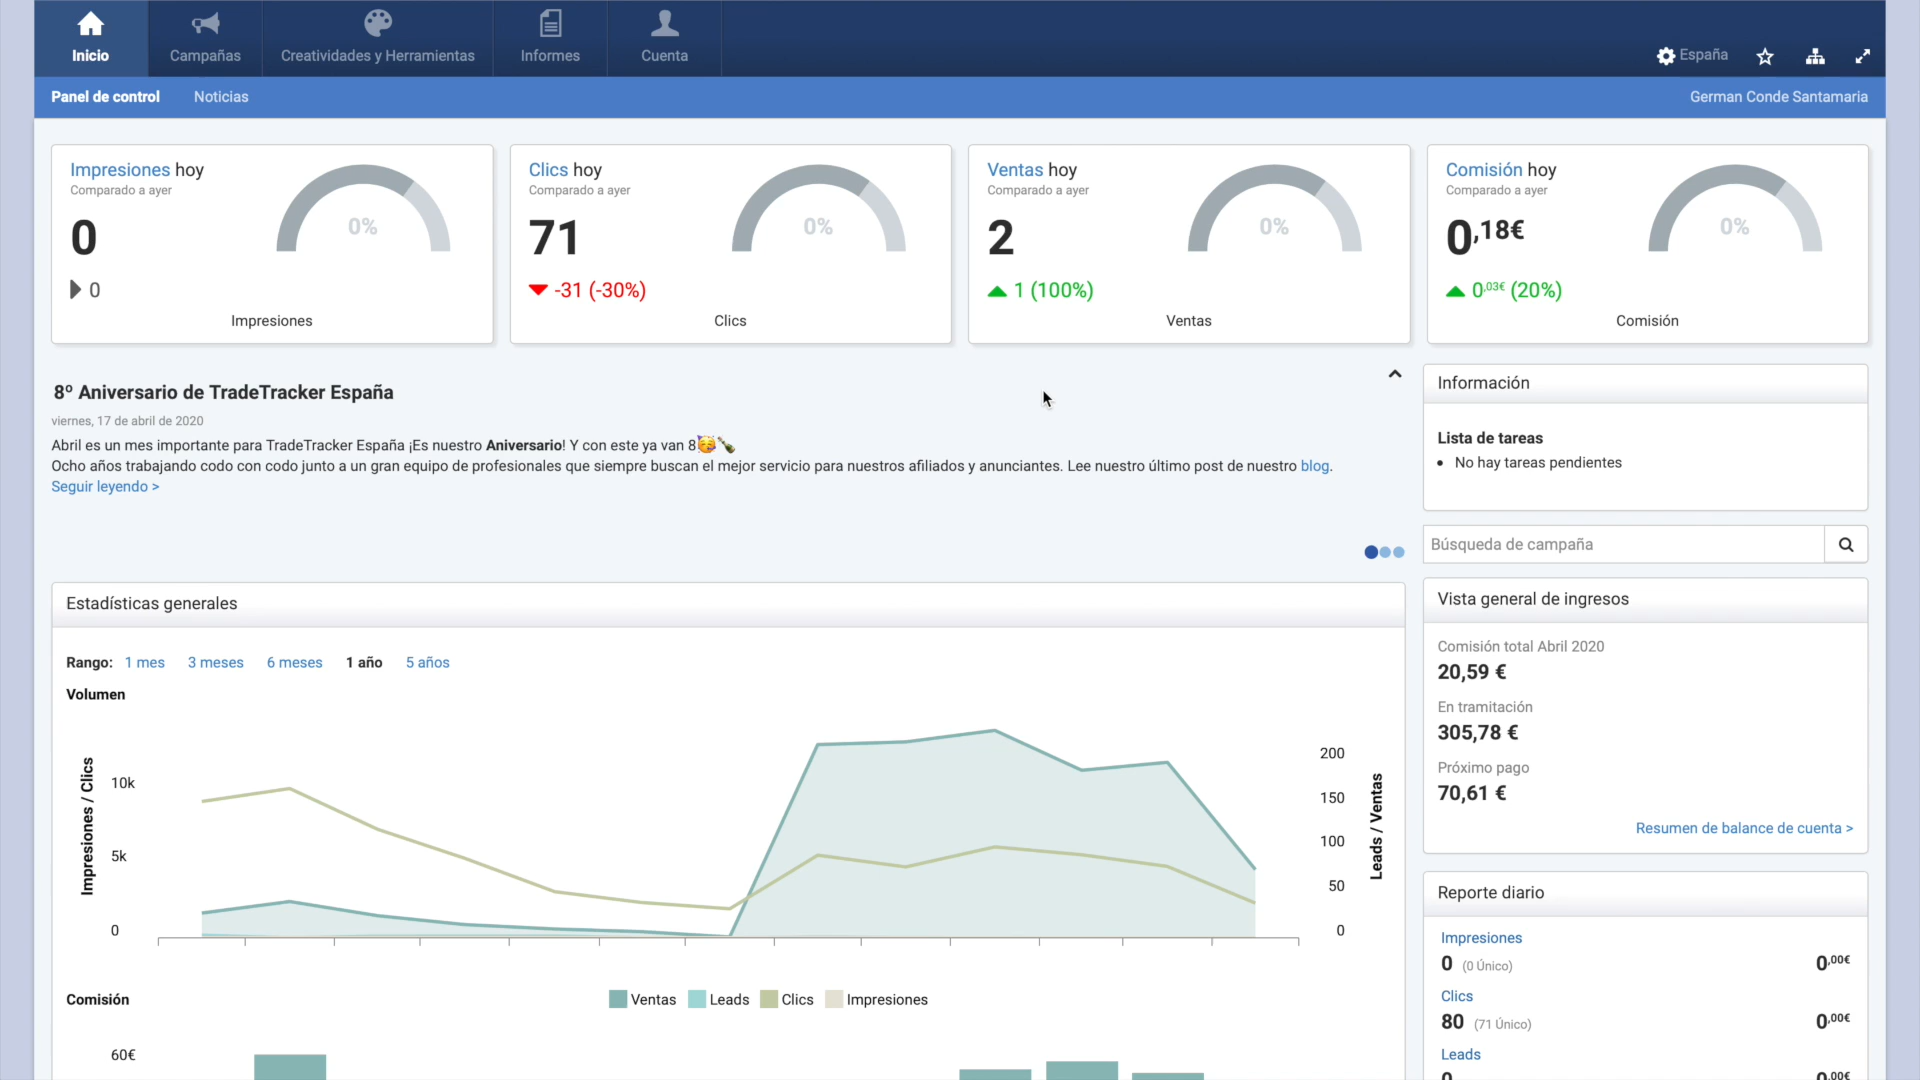 Inicio
Campañas
Creatividades y Herramientas
Informes
Cuenta
España
Panel de control
Noticias
German Conde Santamaria
Impresiones hoy
Comparado a ayer
0
0%
0
Impresiones
Clics hoy
Comparado a ayer
71
0%
-31 (-30%)
Clics
Ventas hoy
Comparado a ayer
2
0%
1 (100%)
Ventas
Comisión hoy
Comparado a ayer
0,18€
0%
0,03€ (20%)
Comisión
8º Aniversario de TradeTracker España
viernes, 17 de abril de 2020
Abril es un mes importante para TradeTracker España ¡Es nuestro Aniversario! Y con este ya van 8🥳🍾
Ocho años trabajando codo con codo junto a un gran equipo de profesionales que siempre buscan el mejor servicio para nuestros afiliados y anunciantes. Lee nuestro último post de nuestro blog.
Seguir leyendo >
Información
Lista de tareas
• No hay tareas pendientes
Búsqueda de campaña
Estadísticas generales
Rango: 1 mes 3 meses 6 meses 1 año 5 años
Volumen
Impresiones / Clics
10k
5k
0
200
150
100
50
0
Leads / Ventas
Ventas Leads Clics Impresiones
Comisión
60€
Vista general de ingresos
Comisión total Abril 2020
20,59 €
En tramitación
305,78 €
Próximo pago
70,61 €
Resumen de balance de cuenta >
Reporte diario
Impresiones
0 (0 Único) 0,00€
Clics
80 (71 Único) 0,00€
Leads
0 0,00€